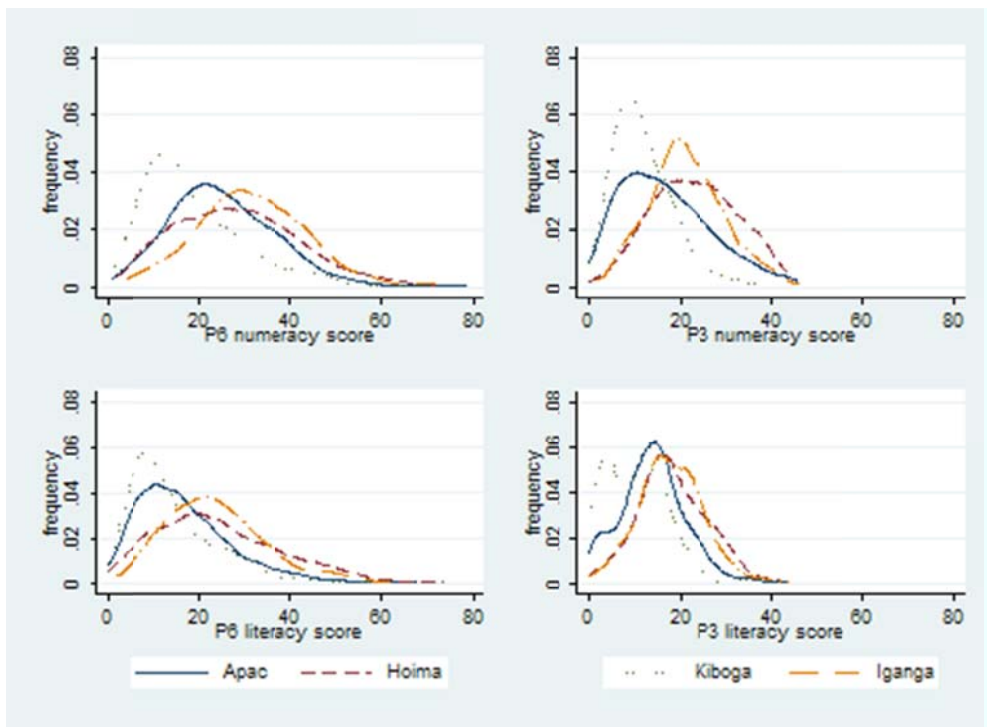 .08
.06
.04
.02
0
frequency
0 20 40 60 80
P6 numeracy score
.08
.06
.04
.02
0
frequency
0 20 40 60 80
P3 numeracy score
.08
.06
.04
.02
0
frequency
0 20 40 60 80
P6 literacy score
.08
.06
.04
.02
0
frequency
0 20 40 60 80
P3 literacy score
Apac Hoima Kiboga Iganga